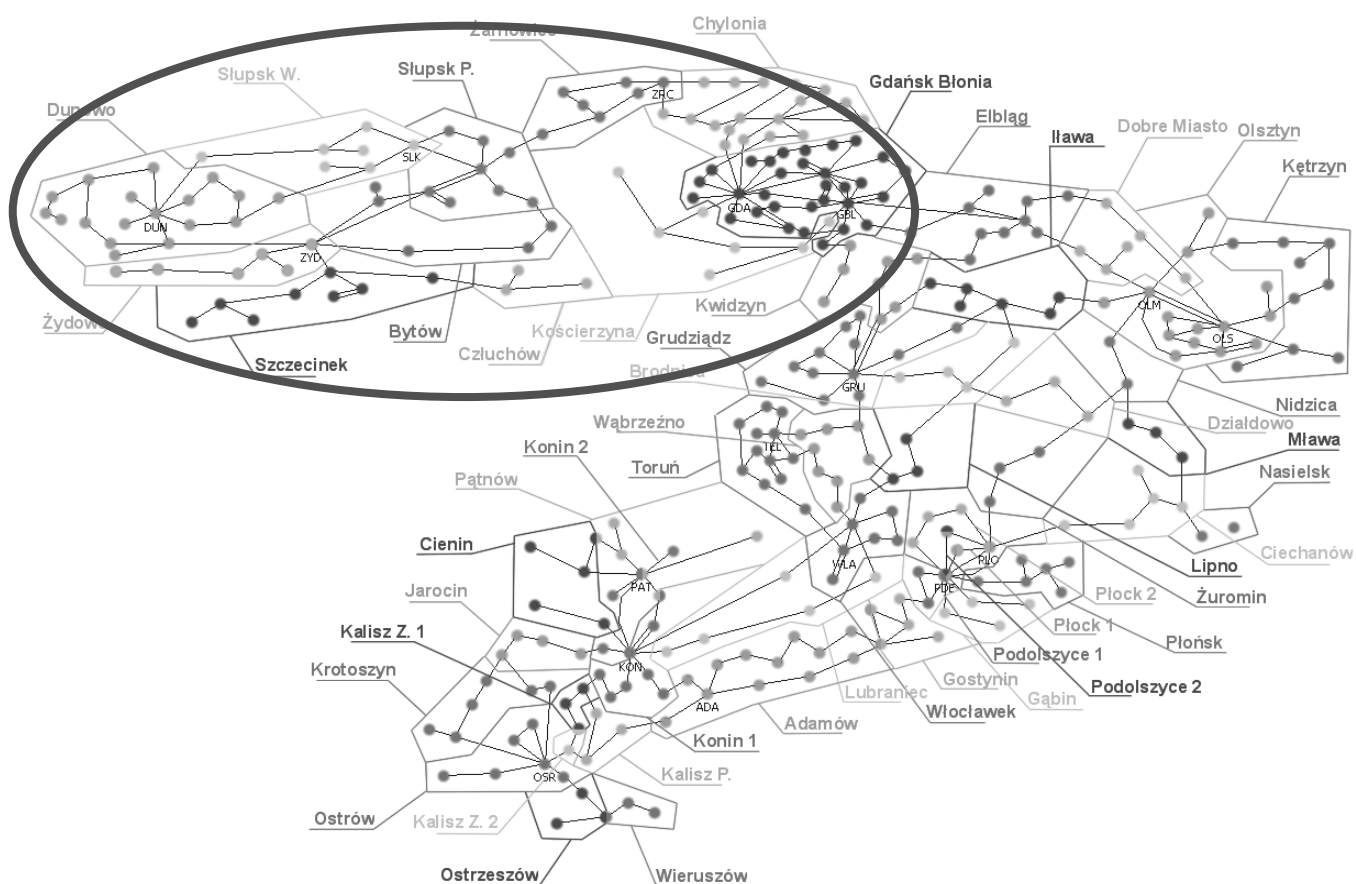 Chylonia
Żarnowiec
Słupsk W.
Słupsk P.
Gdańsk Błonia
Dunowo
Elbląg
Iława
Dobre Miasto
Olsztyn
Kętrzyn
ZRC
SLK
GDA
GBL
DUN
ZYD
OLM
OLS
Żydowo
Szczecinek
Bytów
Człuchów
Kościerzyna
Kwidzyn
Grudziądz
Brodnica
GRU
Nidzica
Działdowo
Mława
Nasielsk
Ciechanów
Wąbrzeźno
Konin 2
Toruń
TEL
Pątnów
Cienin
WLA
PLO
PDE
Lipno
Żuromin
Płock 2
Płock 1
Płońsk
Jarocin
PAT
Kalisz Z. 1
Krotoszyn
KON
Podolszyce 1
Podolszyce 2
Gostynin
Gąbin
Lubraniec
Włocławek
ADA
Adamów
Konin 1
Kalisz P.
OSR
Ostrów
Kalisz Z. 2
Ostrzeszów
Wieruszów